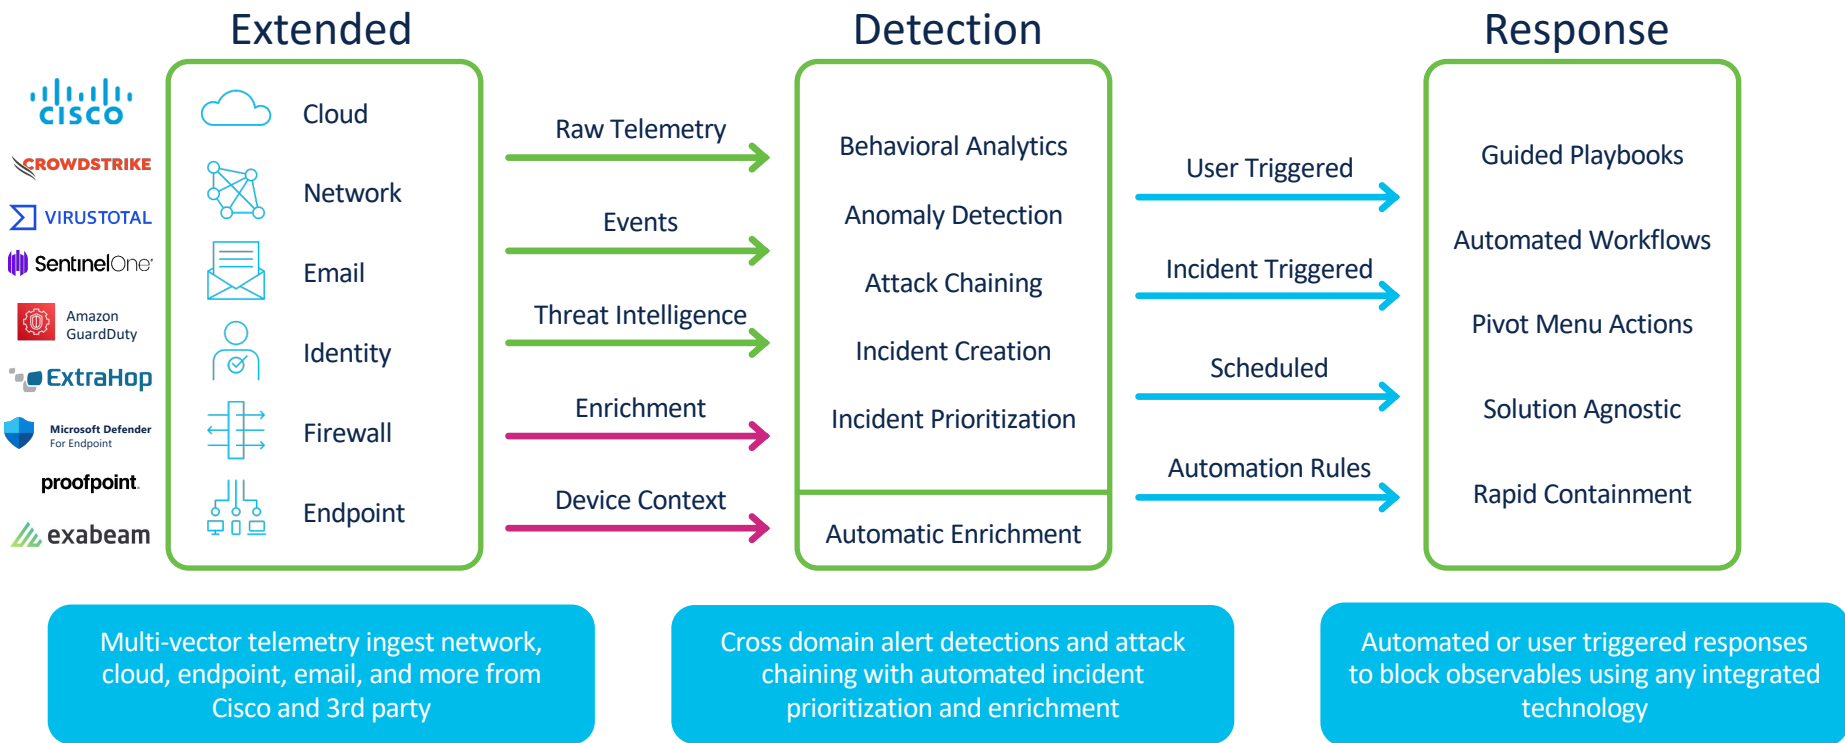 Extended
Detection
Response
CISCO
CROWDSTRIKE
VIRUSTOTAL
SentinelOne
Amazon
GuardDuty
ExtraHop
Microsoft Defender
For Endpoint
proofpoint.
exabeam
Cloud
Network
Email
Identity
Firewall
Endpoint
Raw Telemetry
Events
Threat Intelligence
Enrichment
Device Context
Behavioral Analytics
Anomaly Detection
Attack Chaining
Incident Creation
Incident Prioritization
Automatic Enrichment
User Triggered
Incident Triggered
Scheduled
Automation Rules
Guided Playbooks
Automated Workflows
Pivot Menu Actions
Solution Agnostic
Rapid Containment
Multi-vector telemetry ingest network,
cloud, endpoint, email, and more from
Cisco and 3rd party
Cross domain alert detections and attack
chaining with automated incident
prioritization and enrichment
Automated or user triggered responses
to block observables using any integrated
technology